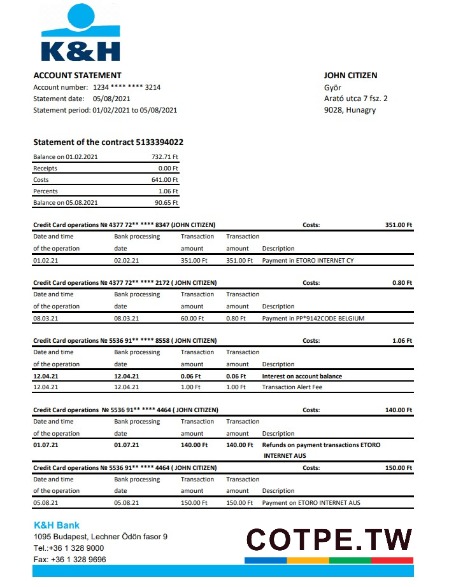 K&H
ACCOUNT STATEMENT
Account number: 1234 **** **** 3214
Statement date: 05/08/2021
Statement period: 01/02/2021 to 05/08/2021
JOHN CITIZEN
Győr
Arató utca 7 fsz. 2
9028, Hunagry
Statement of the contract 5133394022
Balance on 01.02.2021 732.71 Ft
Receipts 0.00 Ft
Costs 641.00 Ft
Percents 1.06 Ft
Balance on 05.08.2021 90.65 Ft
Credit Card operations № 4377 72** **** 8347 (JOHN CITIZEN) Costs: 351.00 Ft
Date and time Bank processing Transaction Transaction
of the operation date amount amount Description
01.02.21 02.02.21 351.00 Ft 351.00 Ft Payment in ETORO INTERNET CY
Credit Card operations № 4377 72** **** 2172 ( JOHN CITIZEN) Costs: 0.80 Ft
Date and time Bank processing Transaction Transaction
of the operation date amount amount Description
08.03.21 08.03.21 60.00 Ft 0.80 Ft Payment in PP*9142CODE BELGIUM
Credit Card operations № 5536 91** **** 8558 ( JOHN CITIZEN) Costs: 1.06 Ft
Date and time Bank processing Transaction Transaction
of the operation date amount amount Description
12.04.21 12.04.21 0.06 Ft 0.06 Ft Interest on account balance
12.04.21 12.04.21 1.00 Ft 1.00 Ft Transaction Alert Fee
Credit Card operations № 5536 91** **** 4464 ( JOHN CITIZEN) Costs: 140.00 Ft
Date and time Bank processing Transaction Transaction
of the operation date amount amount Description
01.07.21 01.07.21 140.00 Ft 140.00 Ft Refunds on payment transactions ETORO
INTERNET AUS
Credit Card operations № 5536 91** **** 4464 ( JOHN CITIZEN) Costs: 150.00 Ft
Date and time Bank processing Transaction Transaction
of the operation date amount amount Description
05.08.21 05.08.21 150.00 Ft 150.00 Ft Payment on ETORO INTERNET AUS
K&H Bank
1095 Budapest, Lechner Ödön fasor 9
Tel.:+36 1 328 9000
Fax: +36 1 328 9696
COTPE.TW